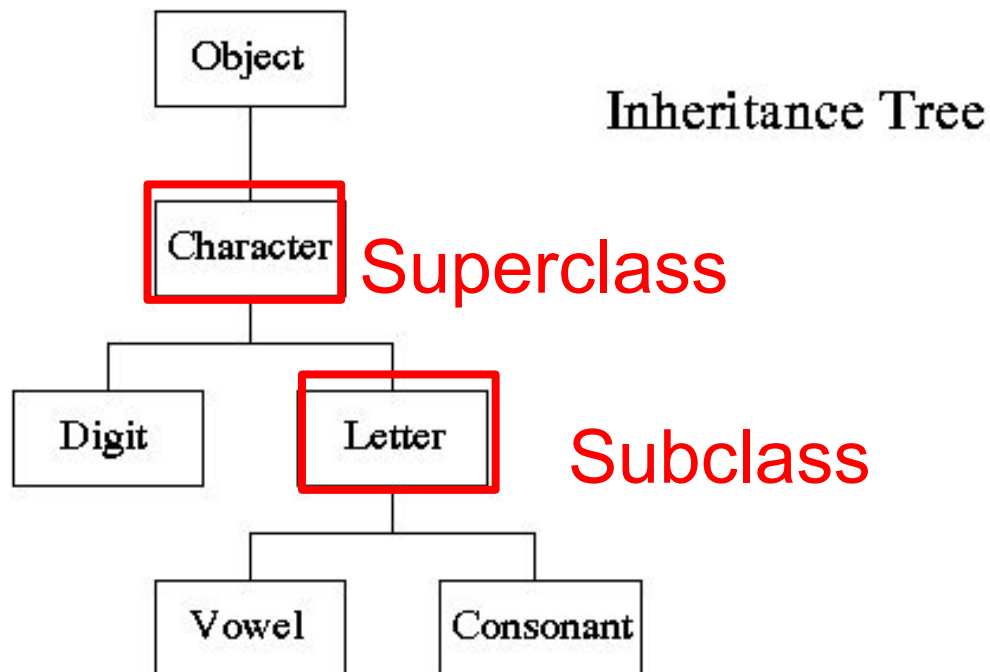 Object
Inheritance Tree
Character
Superclass
Digit
Letter
Subclass
Vowel
Consonant